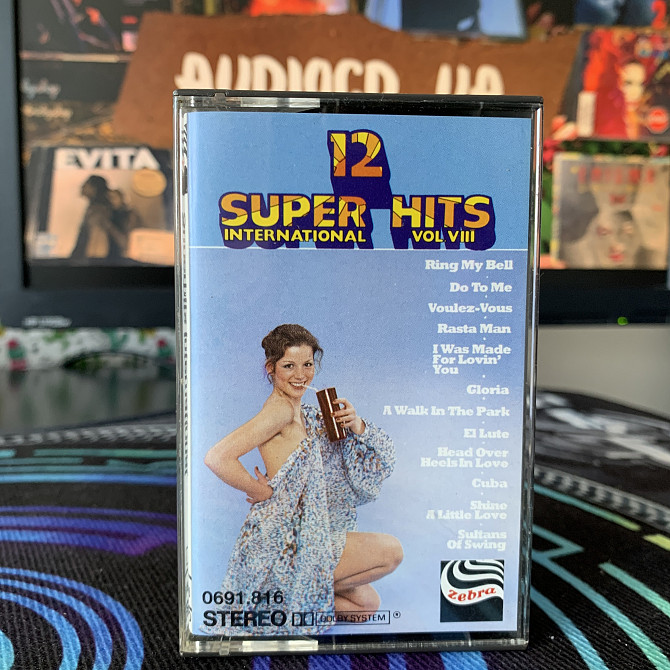 AUDIOCD UA
EVITA
12
SUPER HITS
INTERNATIONAL VOL VIII
Ring My Bell
Do To Me
Voulez-Vous
Rasta Man
I Was Made
For Lovin'
You
Gloria
A Walk In The Park
El Lute
Head Over
Heels In Love
Cuba
Shine
A Little Love
Sultans
Of Swing
zebra
0691.816
STEREO DOLBY SYSTEM ®